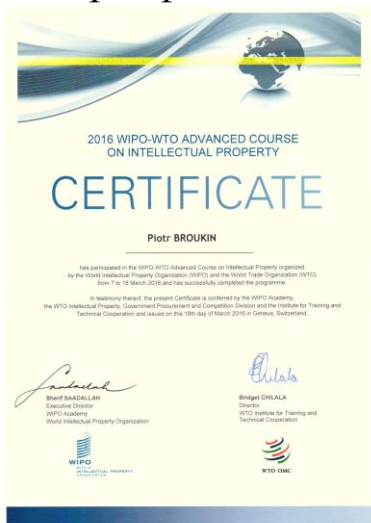 2016 WIPO-WTO ADVANCED COURSE
ON INTELLECTUAL PROPERTY
CERTIFICATE
Piotr BROUKIN
has participated in the WIPO-WTO Advanced Course on Intellectual Property organized
by the World Intellectual Property Organization (WIPO) and the World Trade Organization (WTO)
from 7 to 18 March 2016 and has successfully completed the programme
In testimony thereof, the present Certificate is conferred by the WIPO Academy,
the WTO Intellectual Property, Government Procurement and Competition Division and the Institute for Training and
Technical Cooperation and issued on this 18th day of March 2016 in Geneva, Switzerland.
Saadallah
Chilala
Sherif SAADALLAH
Executive Director
WIPO Academy
World Intellectual Property Organization
Bridget CHILALA
Director
WTO Institute for Training and
Technical Cooperation
WIPO
WORLD
INTELLECTUAL PROPERTY
ORGANIZATION
WTO OMC